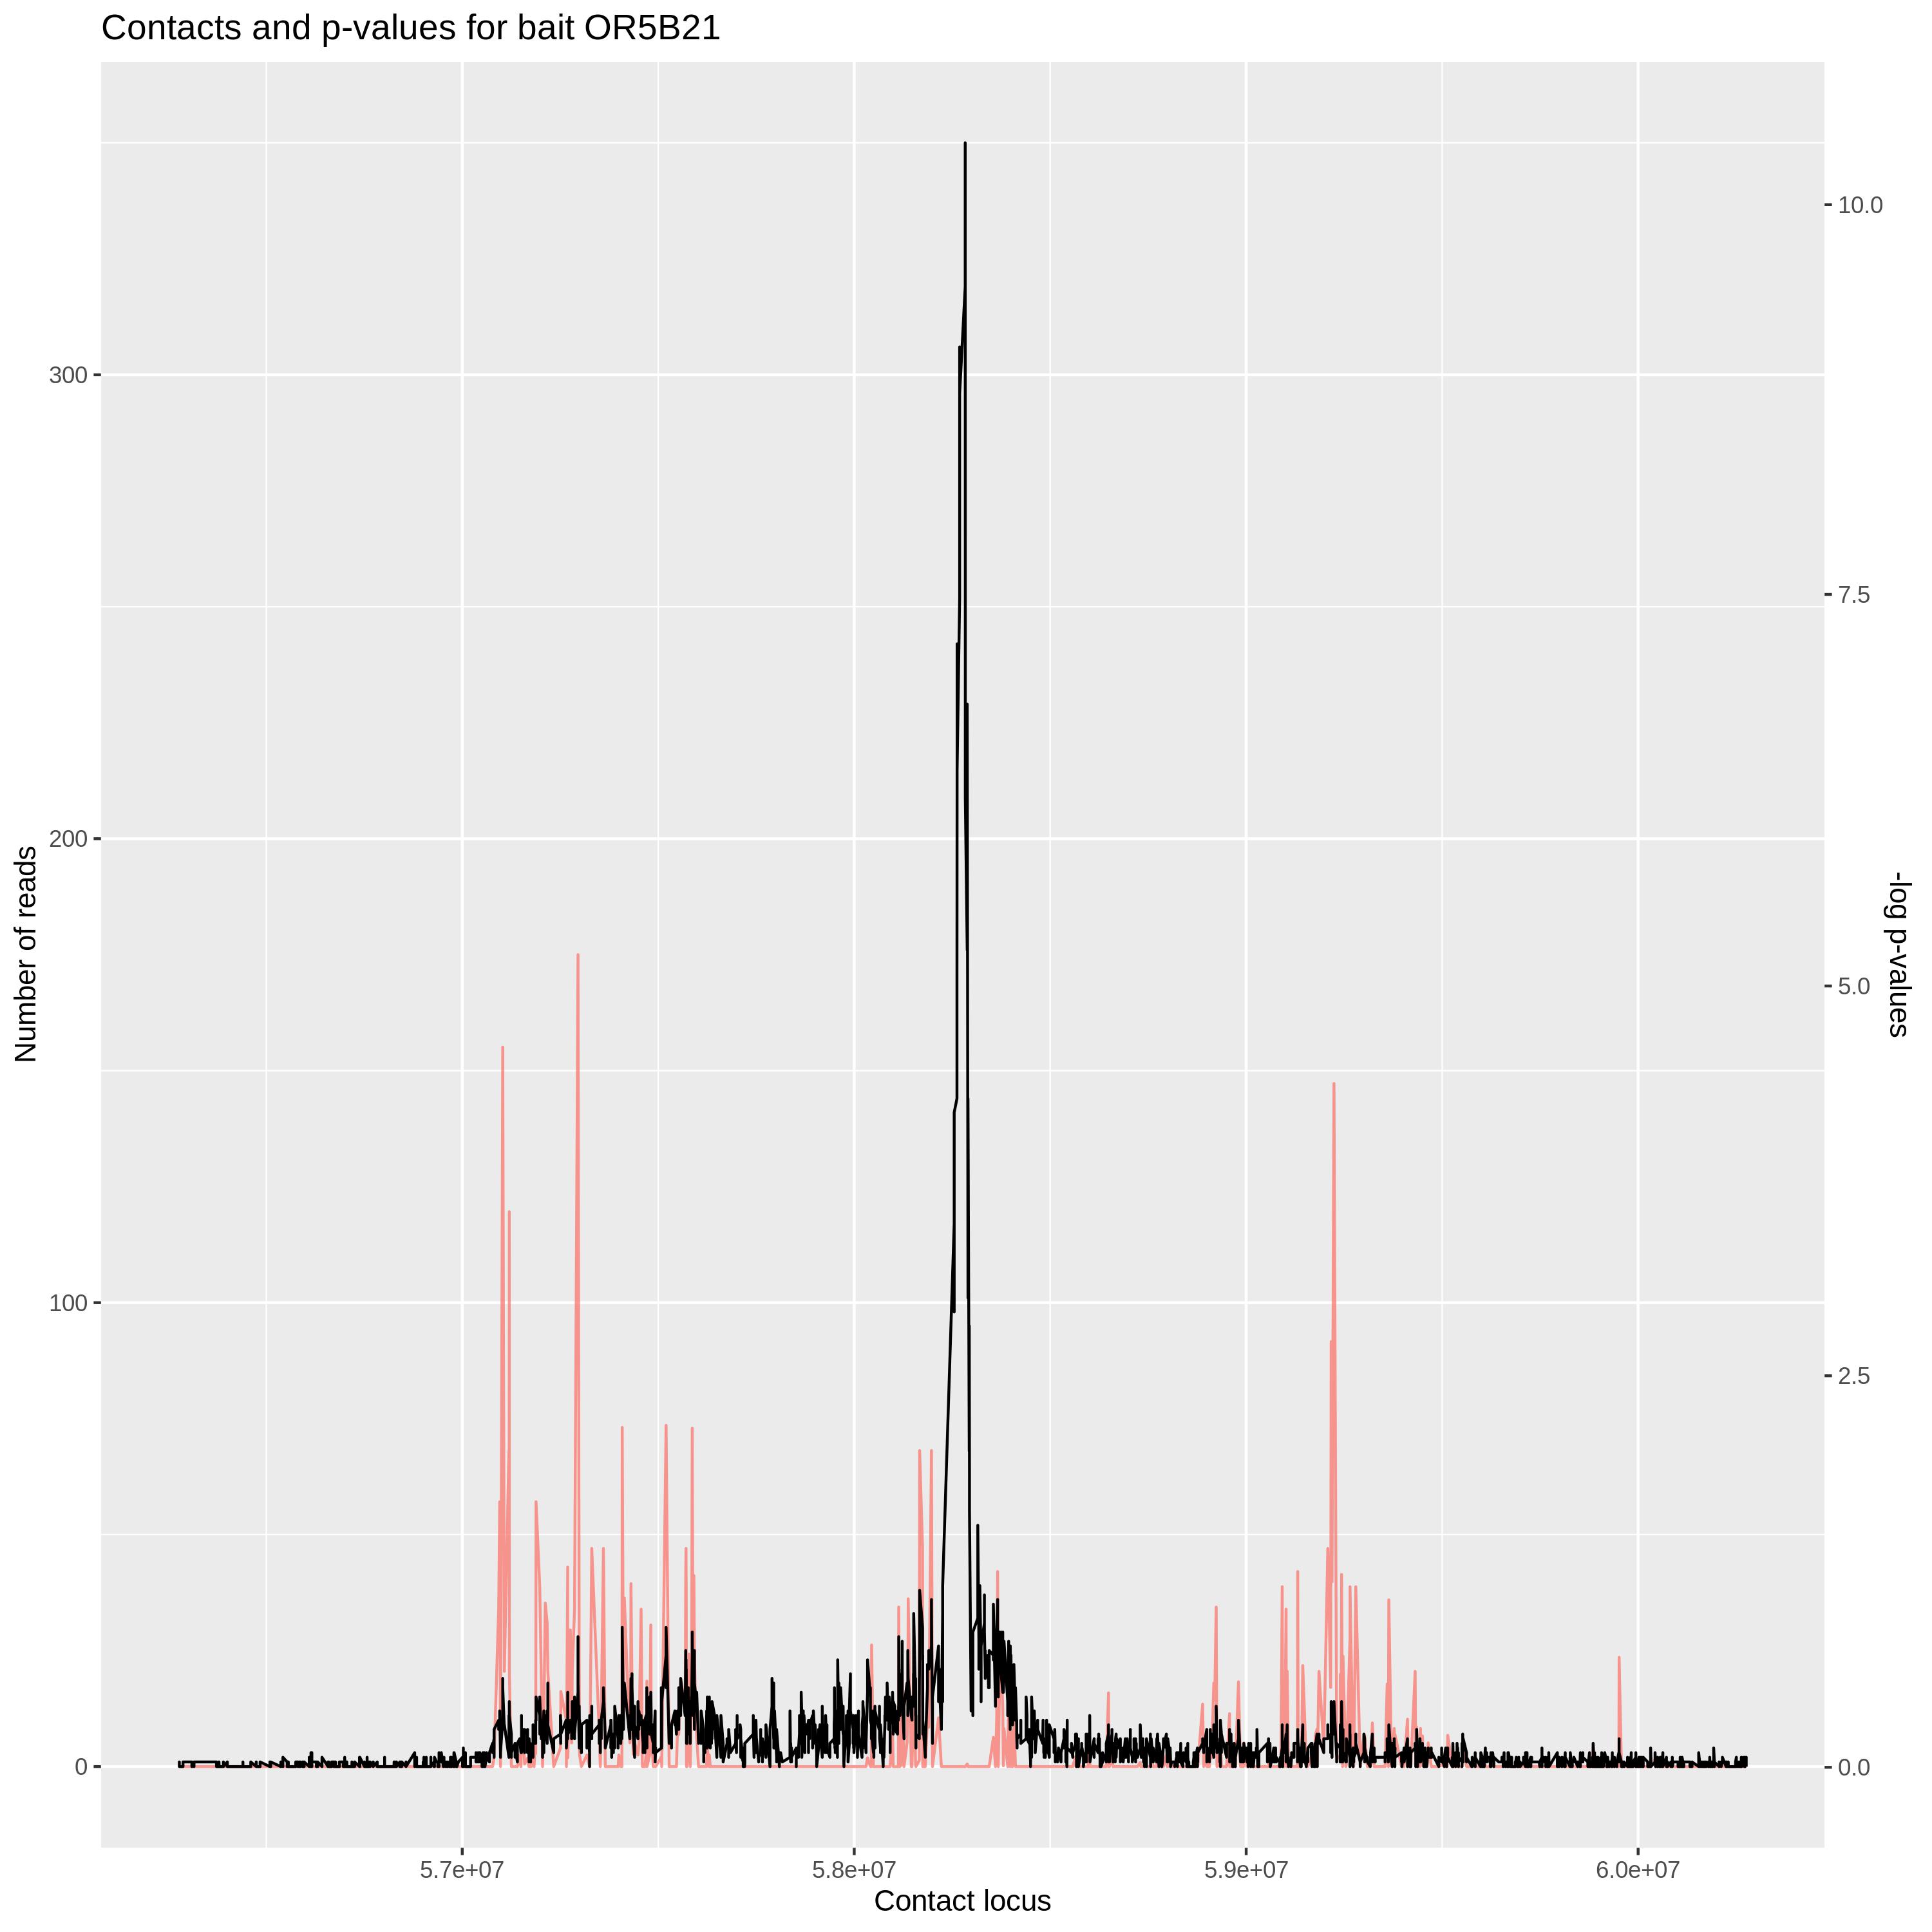 Contacts and p-values for bait OR5B21
Number of reads
300
200
100
0
10.0
7.5
5.0
2.5
0.0
-log p-values
5.7e+07 5.8e+07 5.9e+07 6.0e+07
Contact locus